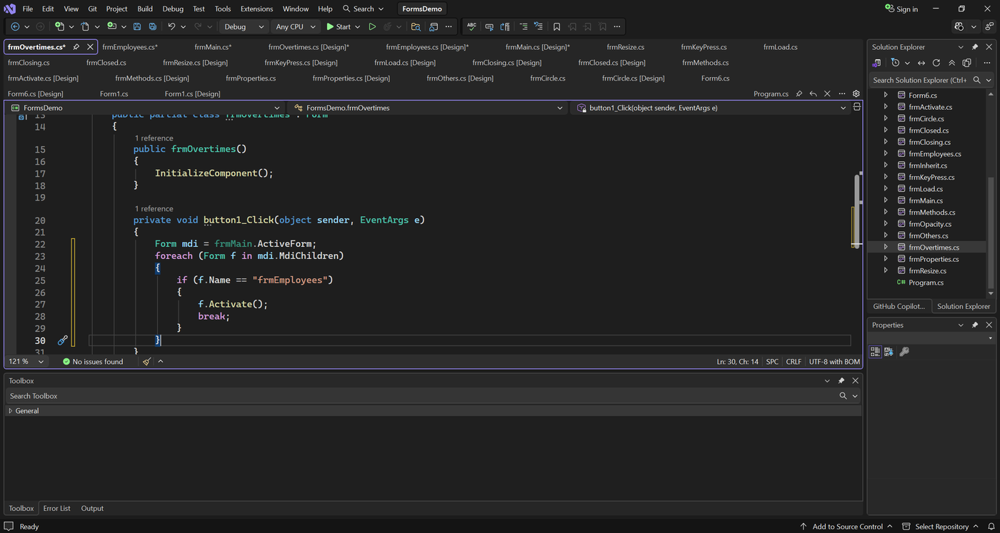 File Edit View Git Project Build Debug Test Tools Extensions Window Help Search FormsDemo Sign in
Debug Any CPU Start
frmOvertimes.cs* frmEmployees.cs* frmMain.cs* frmOvertimes.cs [Design]* frmEmployees.cs [Design]* frmMain.cs [Design]* frmResize.cs frmKeyPress.cs frmLoad.cs
frmClosing.cs frmClosed.cs frmResize.cs [Design] frmKeyPress.cs [Design] frmLoad.cs [Design] frmClosing.cs [Design] frmClosed.cs [Design] frmMethods.cs
frmActivate.cs [Design] frmMethods.cs [Design] frmProperties.cs frmProperties.cs [Design] frmOthers.cs [Design] frmCircle.cs frmCircle.cs [Design] Form6.cs
Form6.cs [Design] Form1.cs Form1.cs [Design] Program.cs
FormsDemo FormsDemo.frmOvertimes button1_Click(object sender, EventArgs e)
13 public partial class frmOvertimes : Form
14 {
1 reference
15 public frmOvertimes()
16 {
17 InitializeComponent();
18 }
19
1 reference
20 private void button1_Click(object sender, EventArgs e)
21 {
22 Form mdi = frmMain.ActiveForm;
23 foreach (Form f in mdi.MdiChildren)
24 {
25 if (f.Name == "frmEmployees")
26 {
27 f.Activate();
28 break;
29 }
30 }
31 }
121 % No issues found Ln: 30, Ch: 14 SPC CRLF UTF-8 with BOM
Toolbox
Search Toolbox
General
Toolbox Error List Output
Solution Explorer
Search Solution Explorer (Ctrl+
Form6.cs
frmActivate.cs
frmCircle.cs
frmClosed.cs
frmClosing.cs
frmEmployees.cs
frmInherit.cs
frmKeyPress.cs
frmLoad.cs
frmMain.cs
frmMethods.cs
frmOpacity.cs
frmOthers.cs
frmOvertimes.cs
frmProperties.cs
frmResize.cs
C# Program.cs
GitHub Copilot... Solution Explorer
Properties
Ready Add to Source Control Select Repository